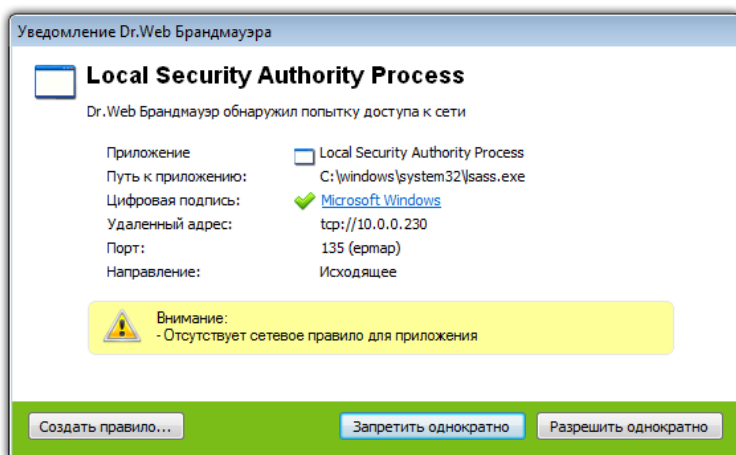 Уведомление Dr.Web Брандмауэра
Local Security Authority Process
Dr.Web Брандмауэр обнаружил попытку доступа к сети
Приложение Local Security Authority Process
Путь к приложению: C:\windows\system32\lsass.exe
Цифровая подпись: Microsoft Windows
Удаленный адрес: tcp://10.0.0.230
Порт: 135 (epmap)
Направление: Исходящее
Внимание:
- Отсутствует сетевое правило для приложения
Создать правило... Запретить однократно Разрешить однократно